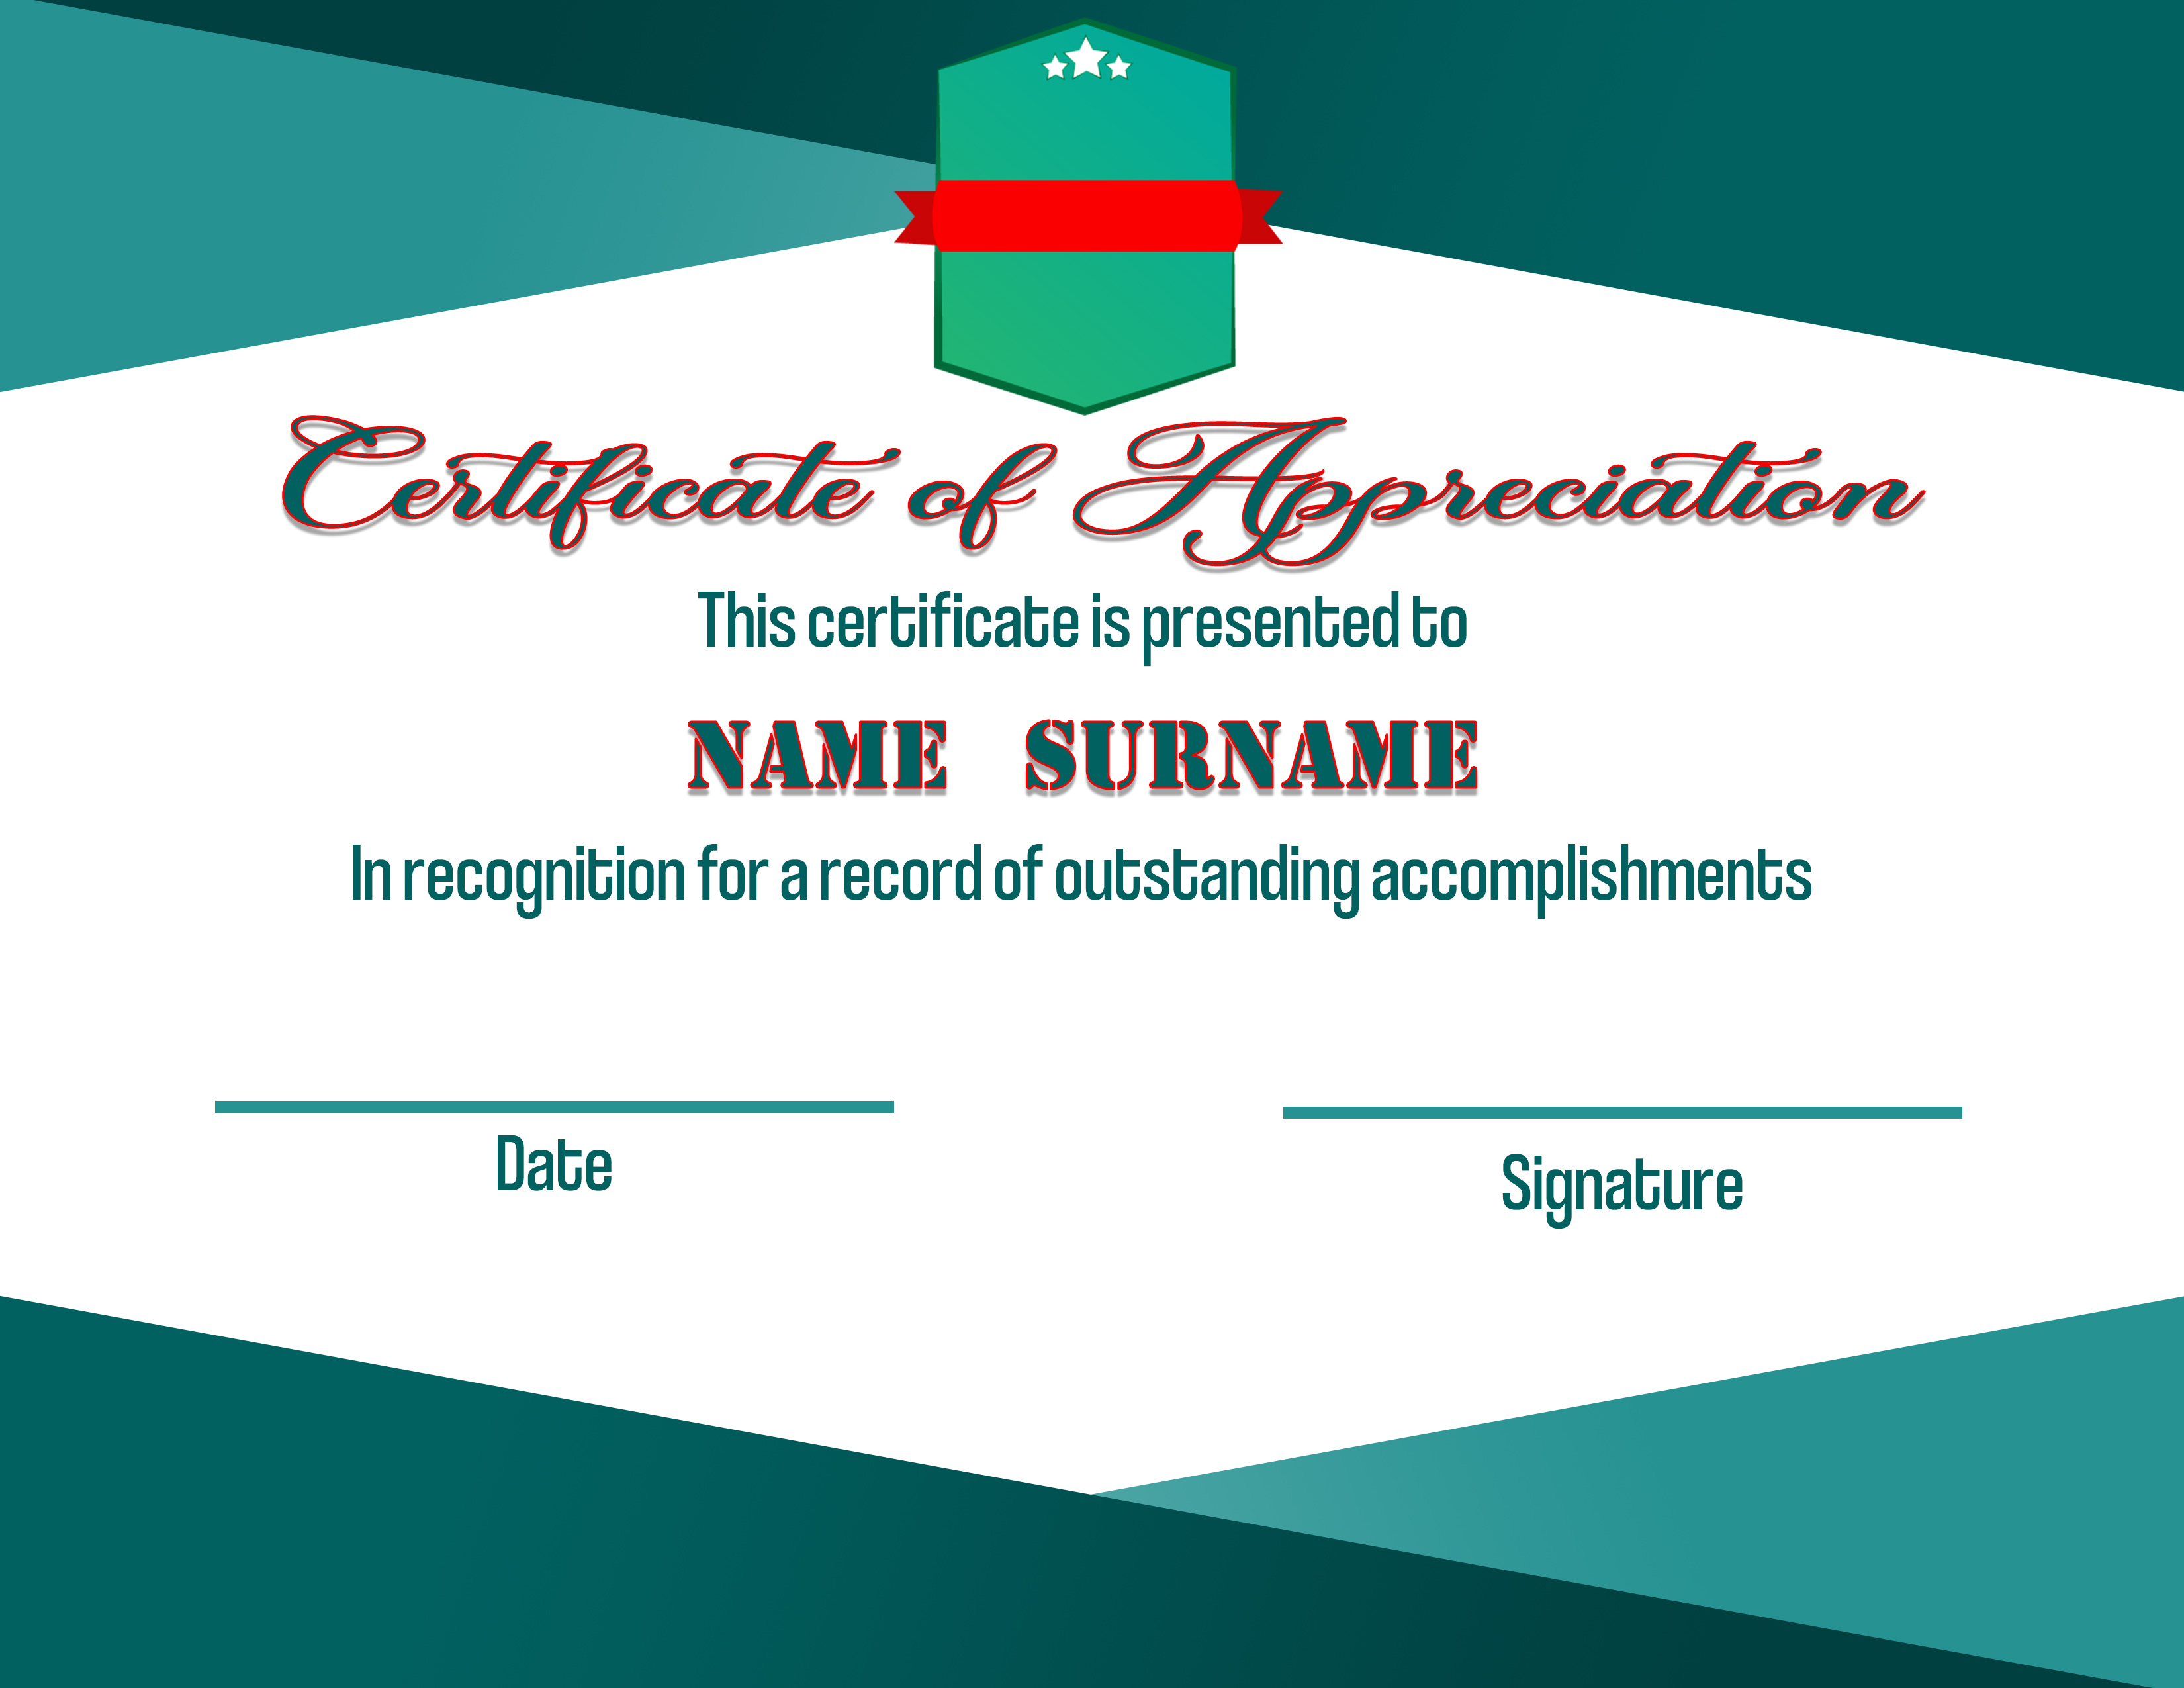 Certificate of Appreciation
This certificate is presented to
NAME SURNAME
In recognition for a record of outstanding accomplishments
Date
Signature